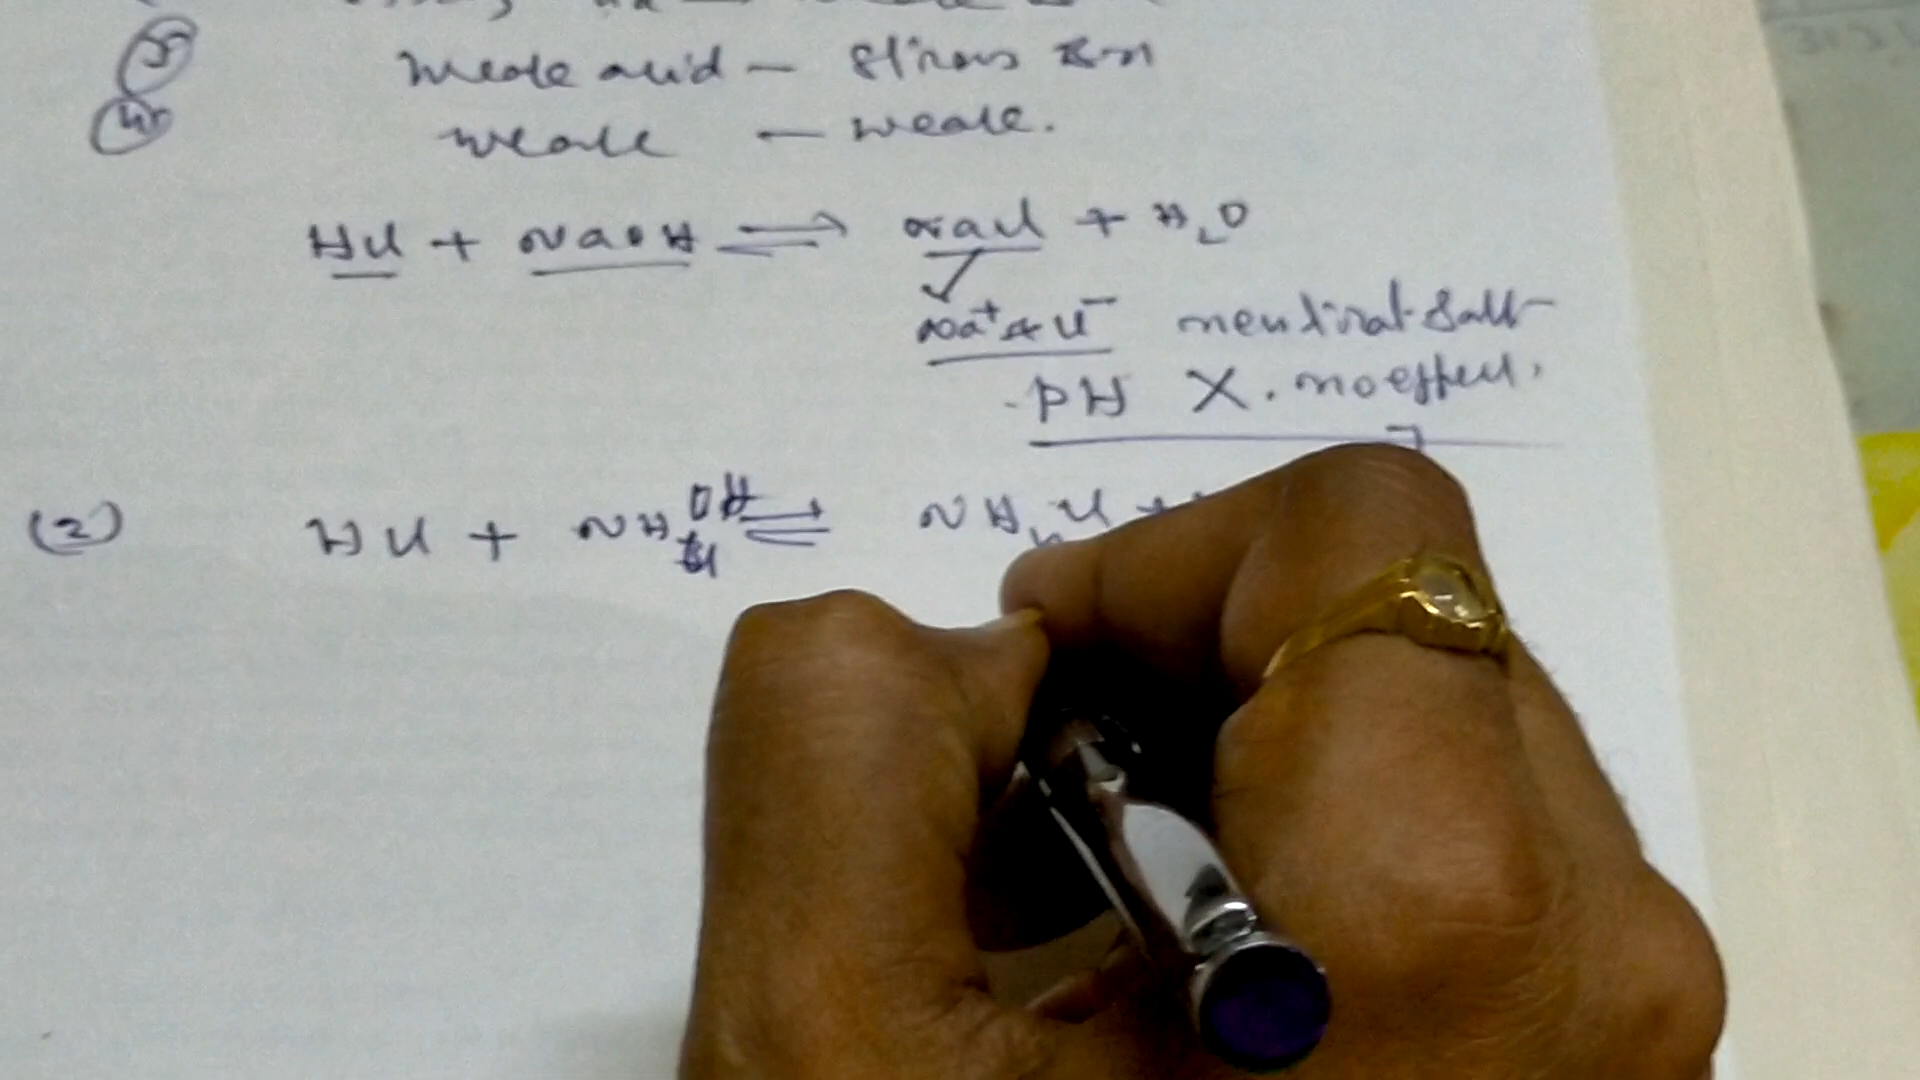 (3) weak acid - strong base
(4) weak - weak.
HCl + NaOH ⇌ NaCl + H₂O
✓
Na⁺ & Cl⁻ neutral salt
PH X. no effect.
(2) HCl + NH₄OH ⇌ NH₄Cl +